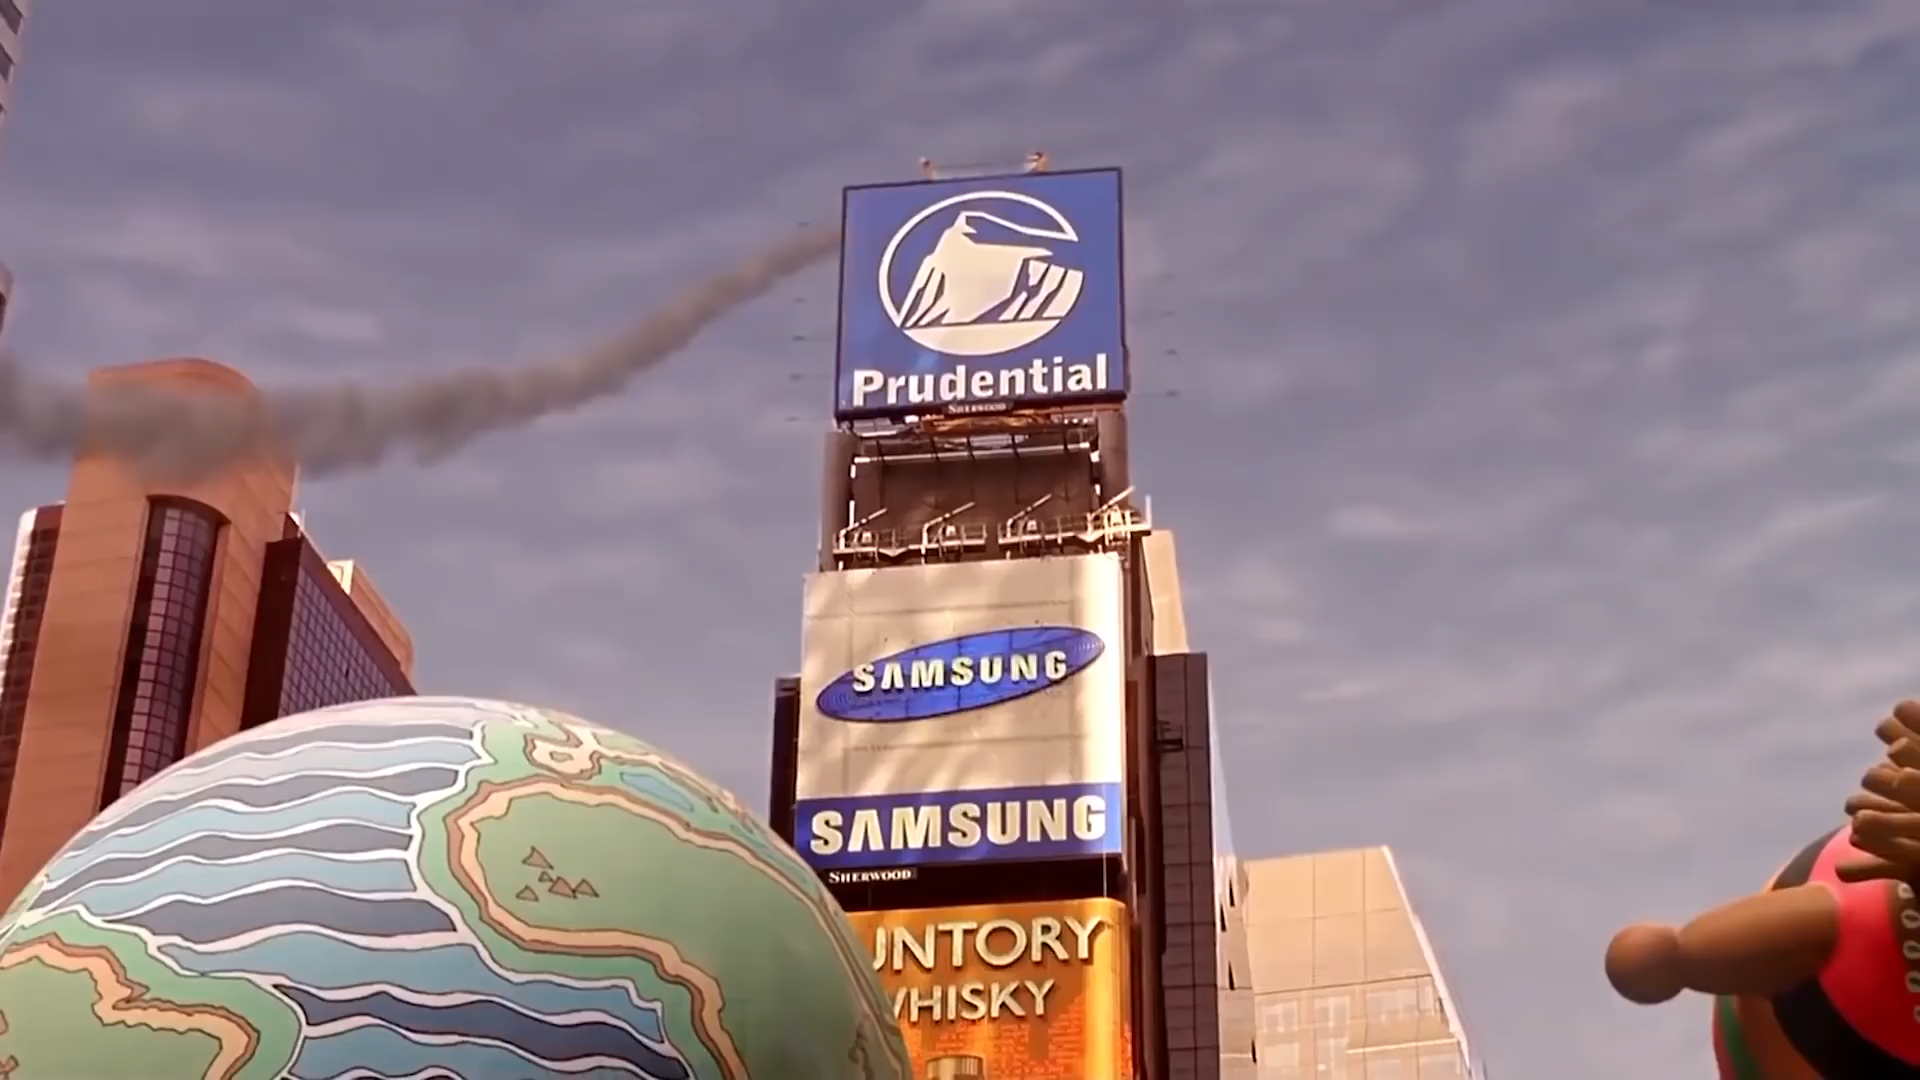 Prudential
SHERWOOD
SAMSUNG
SAMSUNG
SHERWOOD
UNTORY
WHISKY